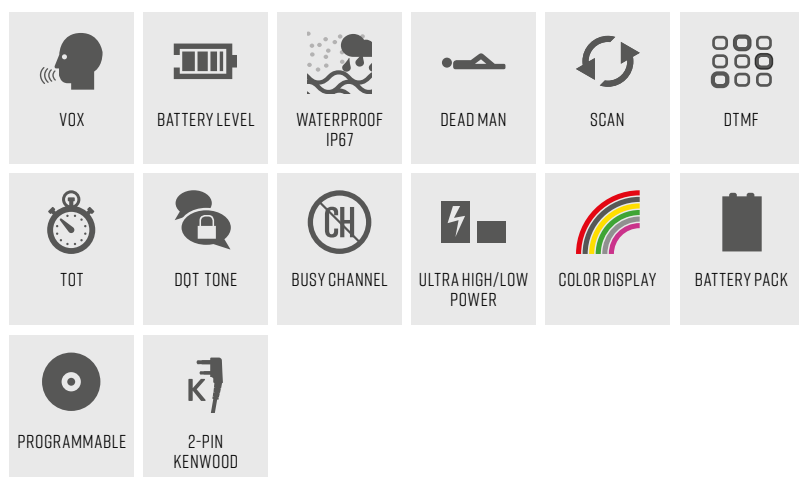 VOX
BATTERY LEVEL
WATERPROOF
IP67
DEAD MAN
SCAN
DTMF
TOT
DQT TONE
CH
BUSY CHANNEL
ULTRA HIGH/LOW
POWER
COLOR DISPLAY
BATTERY PACK
PROGRAMMABLE
K
2-PIN
KENWOOD